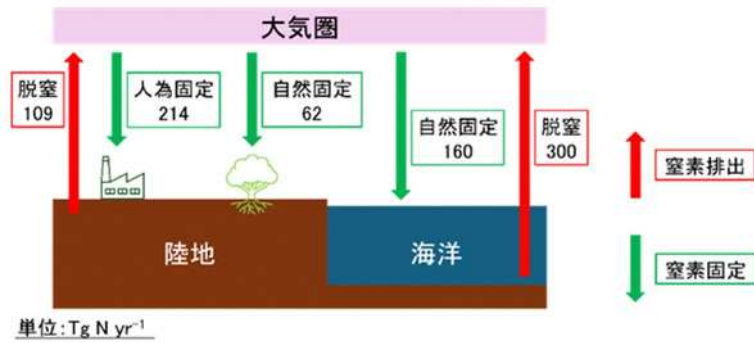 大気圏
脱窒
109
人為固定
214
自然固定
62
自然固定
160
脱窒
300
窒素排出
陸地
海洋
窒素固定
単位:Tg N yr⁻¹